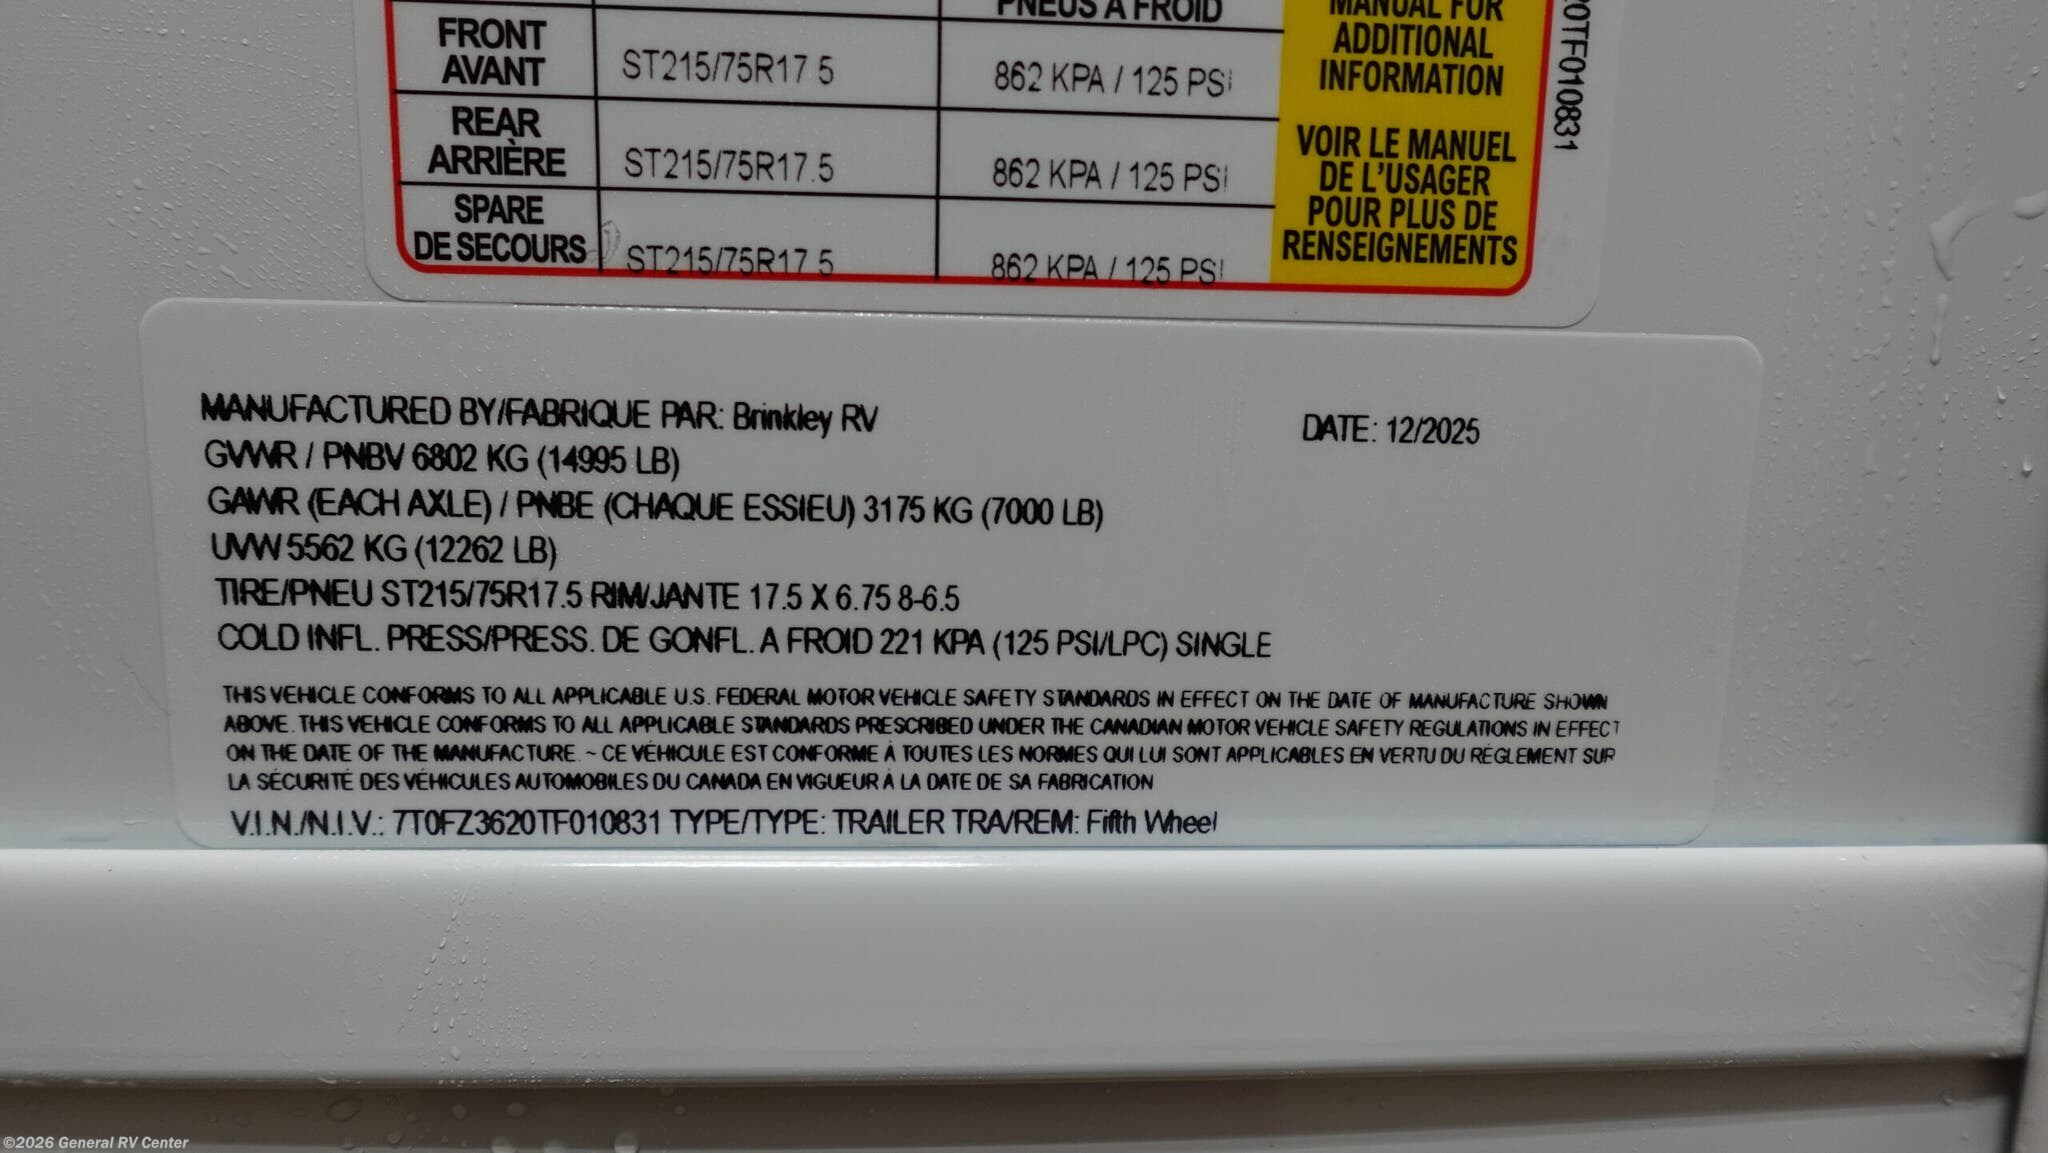 PNEUS A FROID
MANUAL FOR
ADDITIONAL
INFORMATION
FRONT
AVANT
ST215/75R17 5
862 KPA / 125 PSI
REAR
ARRIÈRE
ST215/75R17.5
862 KPA / 125 PSI
SPARE
DE SECOURS
ST215/75R17 5
862 KPA / 125 PSI
VOIR LE MANUEL
DE L'USAGER
POUR PLUS DE
RENSEIGNEMENTS
20TF010831
MANUFACTURED BY/FABRIQUE PAR: Brinkley RV
DATE: 12/2025
GVWR / PNBV 6802 KG (14995 LB)
GAWR (EACH AXLE) / PNBE (CHAQUE ESSIEU) 3175 KG (7000 LB)
UVW 5562 KG (12262 LB)
TIRE/PNEU ST215/75R17.5 RIM/JANTE 17.5 X 6.75 8-6.5
COLD INFL. PRESS/PRESS. DE GONFL. A FROID 221 KPA (125 PSI/LPC) SINGLE
THIS VEHICLE CONFORMS TO ALL APPLICABLE U.S. FEDERAL MOTOR VEHICLE SAFETY STANDARDS IN EFFECT ON THE DATE OF MANUFACTURE SHOWN
ABOVE. THIS VEHICLE CONFORMS TO ALL APPLICABLE STANDARDS PRESCRIBED UNDER THE CANADIAN MOTOR VEHICLE SAFETY REGULATIONS IN EFFECT
ON THE DATE OF THE MANUFACTURE. ~ CE VÉHICULE EST CONFORME À TOUTES LES NORMES QUI LUI SONT APPLICABLES EN VERTU DU RÈGLEMENT SUR
LA SÉCURITÉ DES VÉHICULES AUTOMOBILES DU CANADA EN VIGUEUR À LA DATE DE SA FABRICATION
V.I.N./N.I.V.: 7T0FZ3620TF010831 TYPE/TYPE: TRAILER TRA/REM: Fifth Wheel
©2026 General RV Center